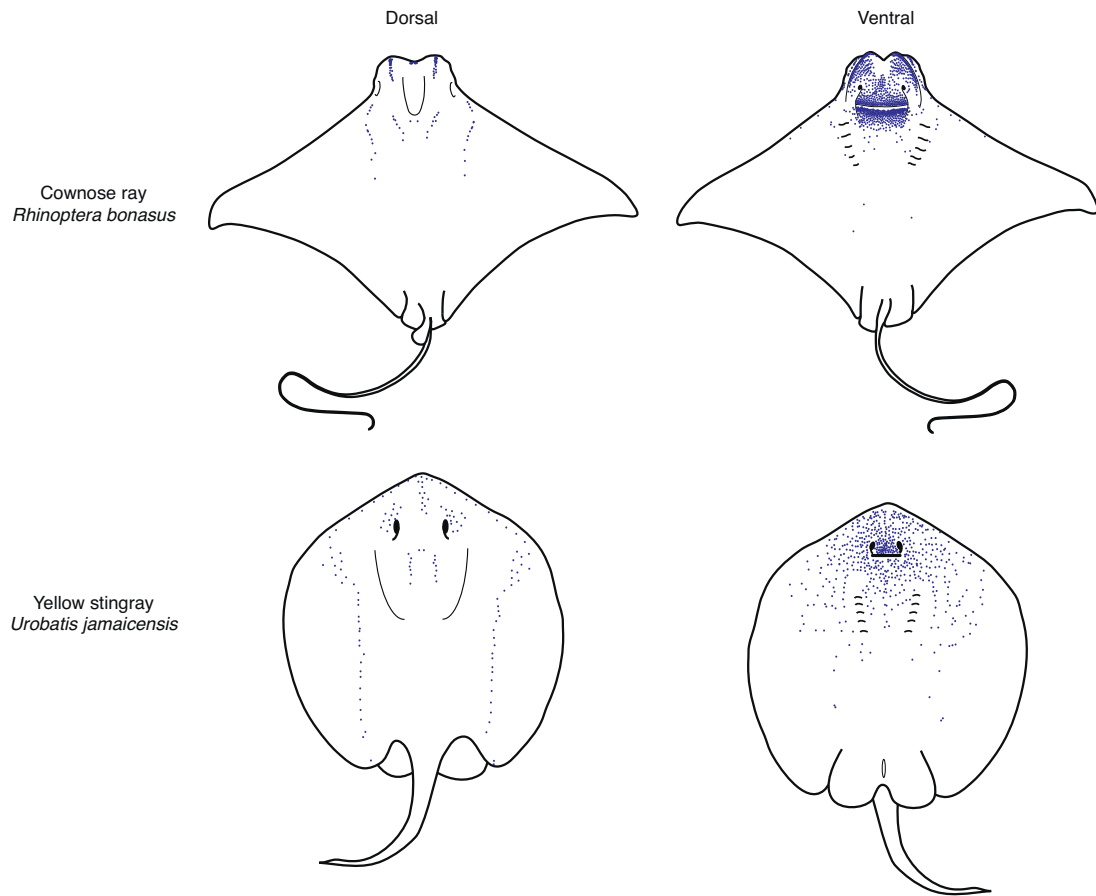 Dorsal
Ventral
Cownose ray
Rhinoptera bonasus
Yellow stingray
Urobatis jamaicensis